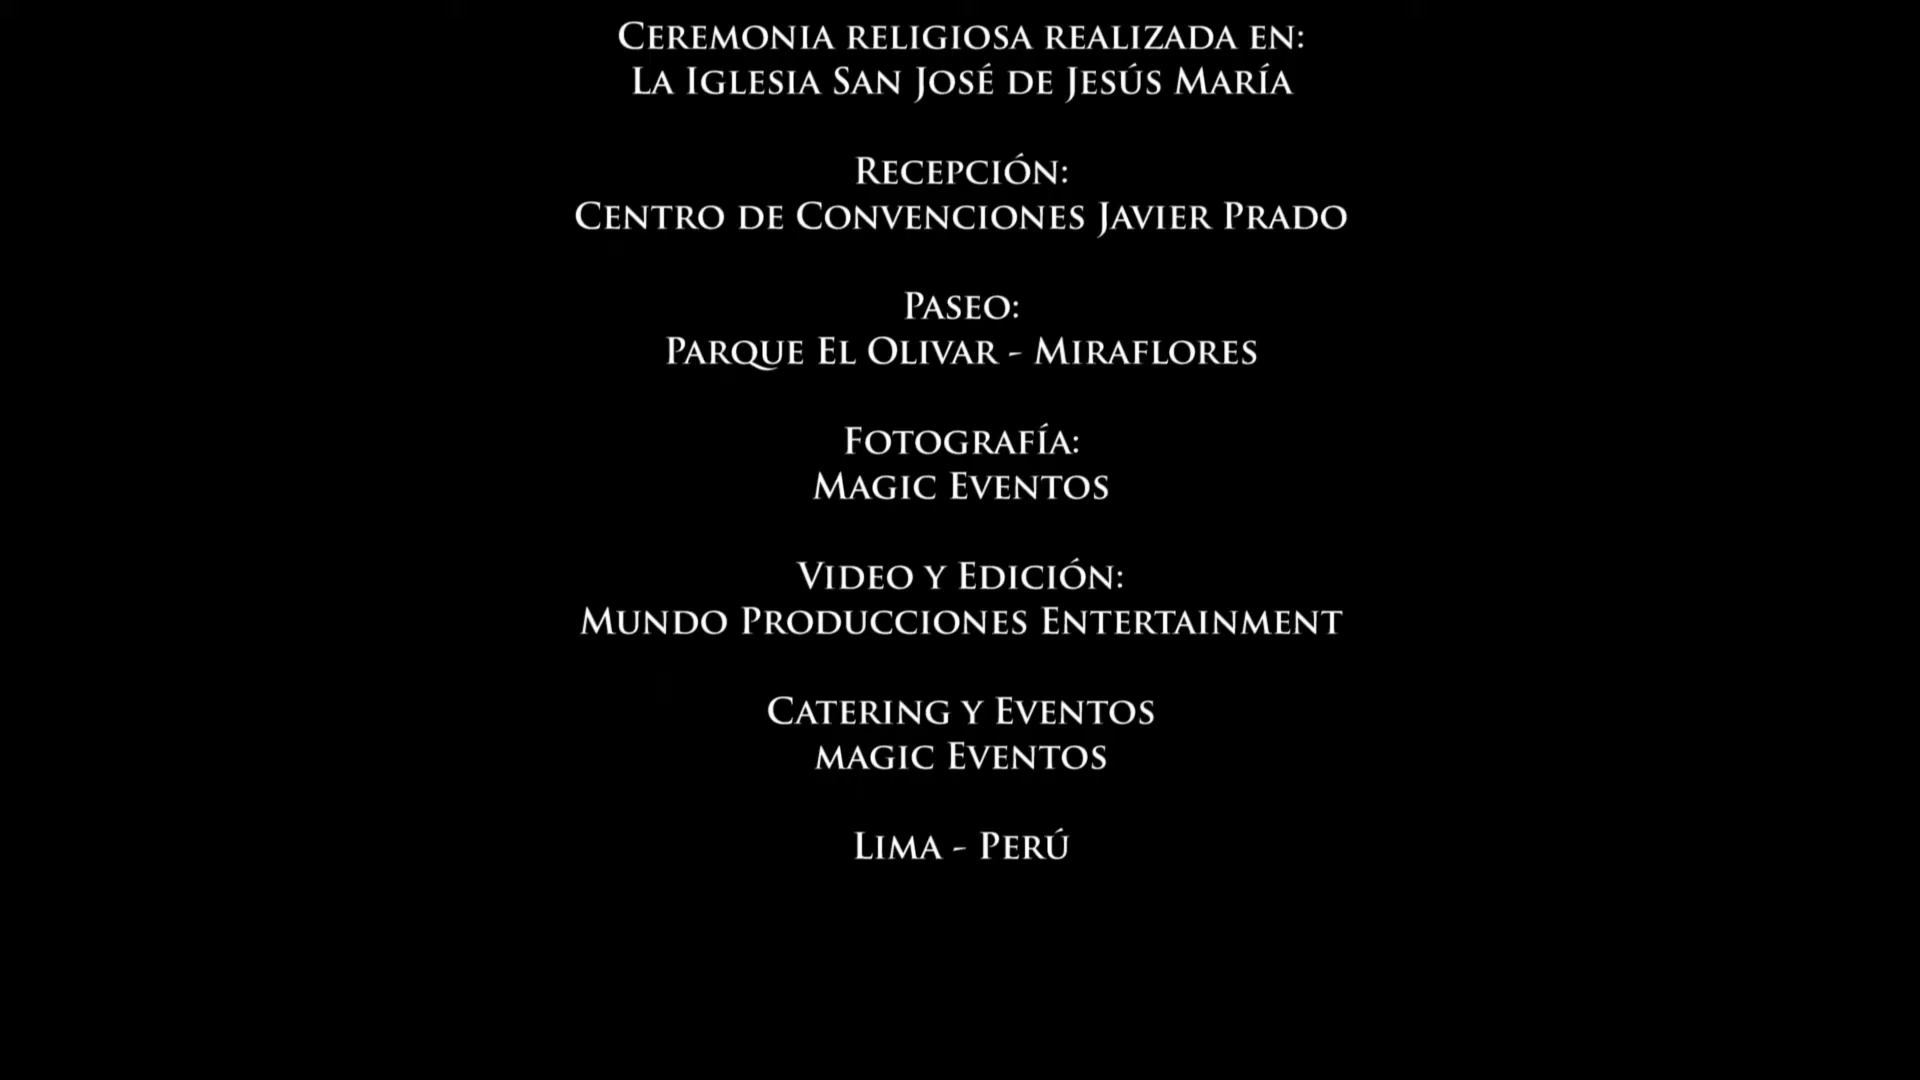 Ceremonia religiosa realizada en:
La Iglesia San José de Jesús María
Recepción:
Centro de Convenciones Javier Prado
Paseo:
Parque El Olivar - Miraflores
Fotografía:
Magic Eventos
Video y Edición:
Mundo Producciones Entertainment
Catering y Eventos
magic Eventos
Lima - Perú